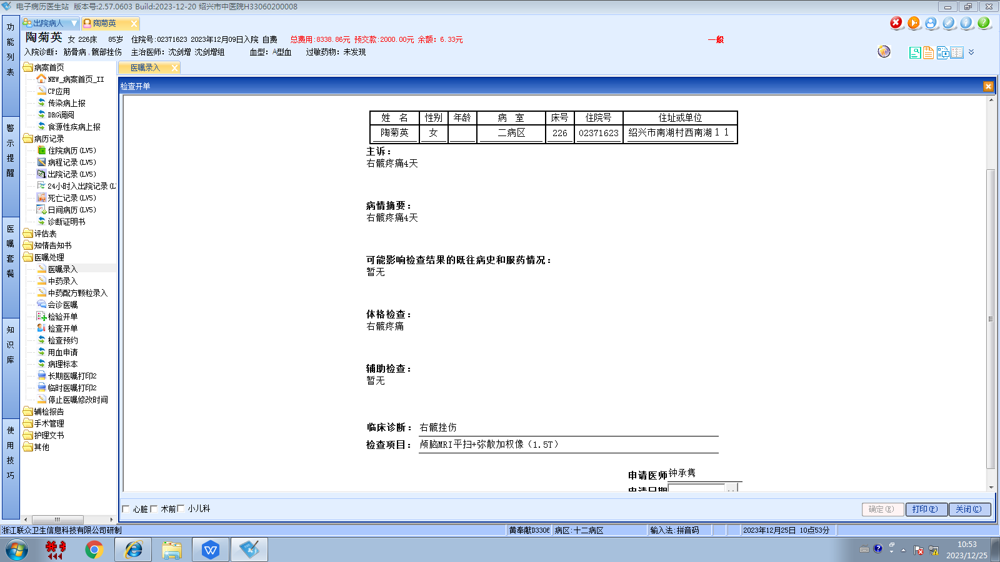 电子病历医生站 版本号:2.57.0603 Build:2023-12-20 绍兴市中医院H33060200008
功能列表
警示提醒
医嘱套餐
知识库
使用技巧
出院病人
陶菊英
陶菊英 女 226床 85岁 住院号:02371623 2023年12月09日入院 自费 总费用:8338.86元 预交款:2000.00元 余额: 6.33元 一般
入院诊断: 筋骨病,髋部挫伤 主治医师: 沈剑增 沈剑增组 血型: A型血 过敏药物: 未发现
病案首页
NEW_病案首页_II
CP应用
传染病上报
DRG调阅
食源性疾病上报
病历记录
住院病历(LV5)
病程记录(LV5)
出院记录(LV5)
24小时入出院记录(L
死亡记录(LV5)
日间病历(LV5)
诊断证明书
评估表
知情告知书
医嘱处理
医嘱录入
中药录入
中药配方颗粒录入
会诊医嘱
检验开单
检查开单
检查预约
用血申请
病理标本
长期医嘱打印2
临时医嘱打印2
停止医嘱修改时间
辅检报告
手术管理
护理文书
其他
医嘱录入
检查开单
姓 名 性别 年龄 病 室 床号 住院号 住址或单位
陶菊英 女 二病区 226 02371623 绍兴市南湖村西南湖１１
主诉:
右髋疼痛4天
病情摘要:
右髋疼痛4天
可能影响检查结果的既往病史和服药情况:
暂无
体格检查:
右髋疼痛
辅助检查:
暂无
临床诊断: 右髋挫伤
检查项目: 颅脑MRI平扫+弥散加权像（1.5T）
申请医师 钟承隽
申请日期
心脏 术前 小儿科
确定(E) 打印(P) 关闭(C)
浙江联众卫生信息科技有限公司研制 黄奉献D3306 病区:十二病区 输入法:拼音码 2023年12月25日 10点53分
10:53
2023/12/25